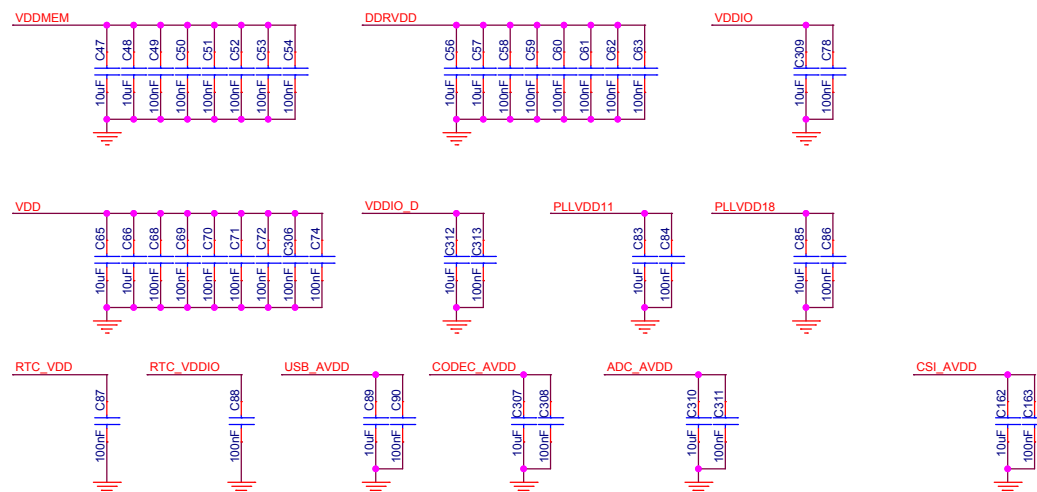 VDDMEM
DDRVDD
VDDIO
C47 C48 C49 C50 C51 C52 C53 C54
C56 C57 C58 C59 C60 C61 C62 C63
C309 C78
10uF 10uF 100nF 100nF 100nF 100nF 100nF 100nF
10uF 100nF 100nF 100nF 100nF 100nF 100nF 100nF
10uF 100nF
VDD
VDDIO_D
PLLVDD11
PLLVDD18
C65 C66 C68 C69 C70 C71 C72 C306 C74
C312 C313
C83 C84
C85 C86
10uF 10uF 100nF 100nF 100nF 100nF 100nF 100nF 100nF
10uF 100nF
10uF 100nF
10uF 100nF
RTC_VDD
RTC_VDDIO
USB_AVDD
CODEC_AVDD
ADC_AVDD
CSI_AVDD
C87
C88
C89 C90
C307 C308
C310 C311
C162 C163
100nF
100nF
10uF 100nF
10uF 100nF
10uF 100nF
10uF 100nF